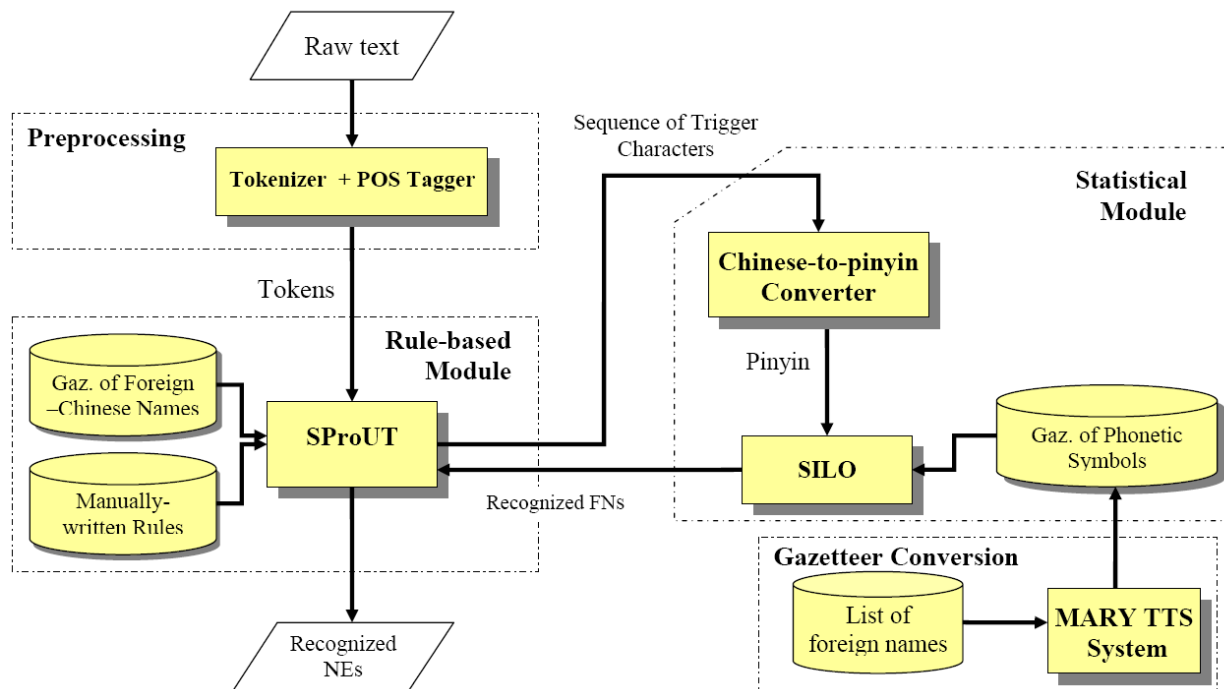 Raw text
Preprocessing
Tokenizer + POS Tagger
Sequence of Trigger
Characters
Statistical
Module
Chinese-to-pinyin
Converter
Tokens
Rule-based
Module
Gaz. of Foreign
–Chinese Names
SProUT
Manually-
written Rules
Pinyin
SILO
Gaz. of Phonetic
Symbols
Recognized FNs
Gazetteer Conversion
List of
foreign names
MARY TTS
System
Recognized
NEs